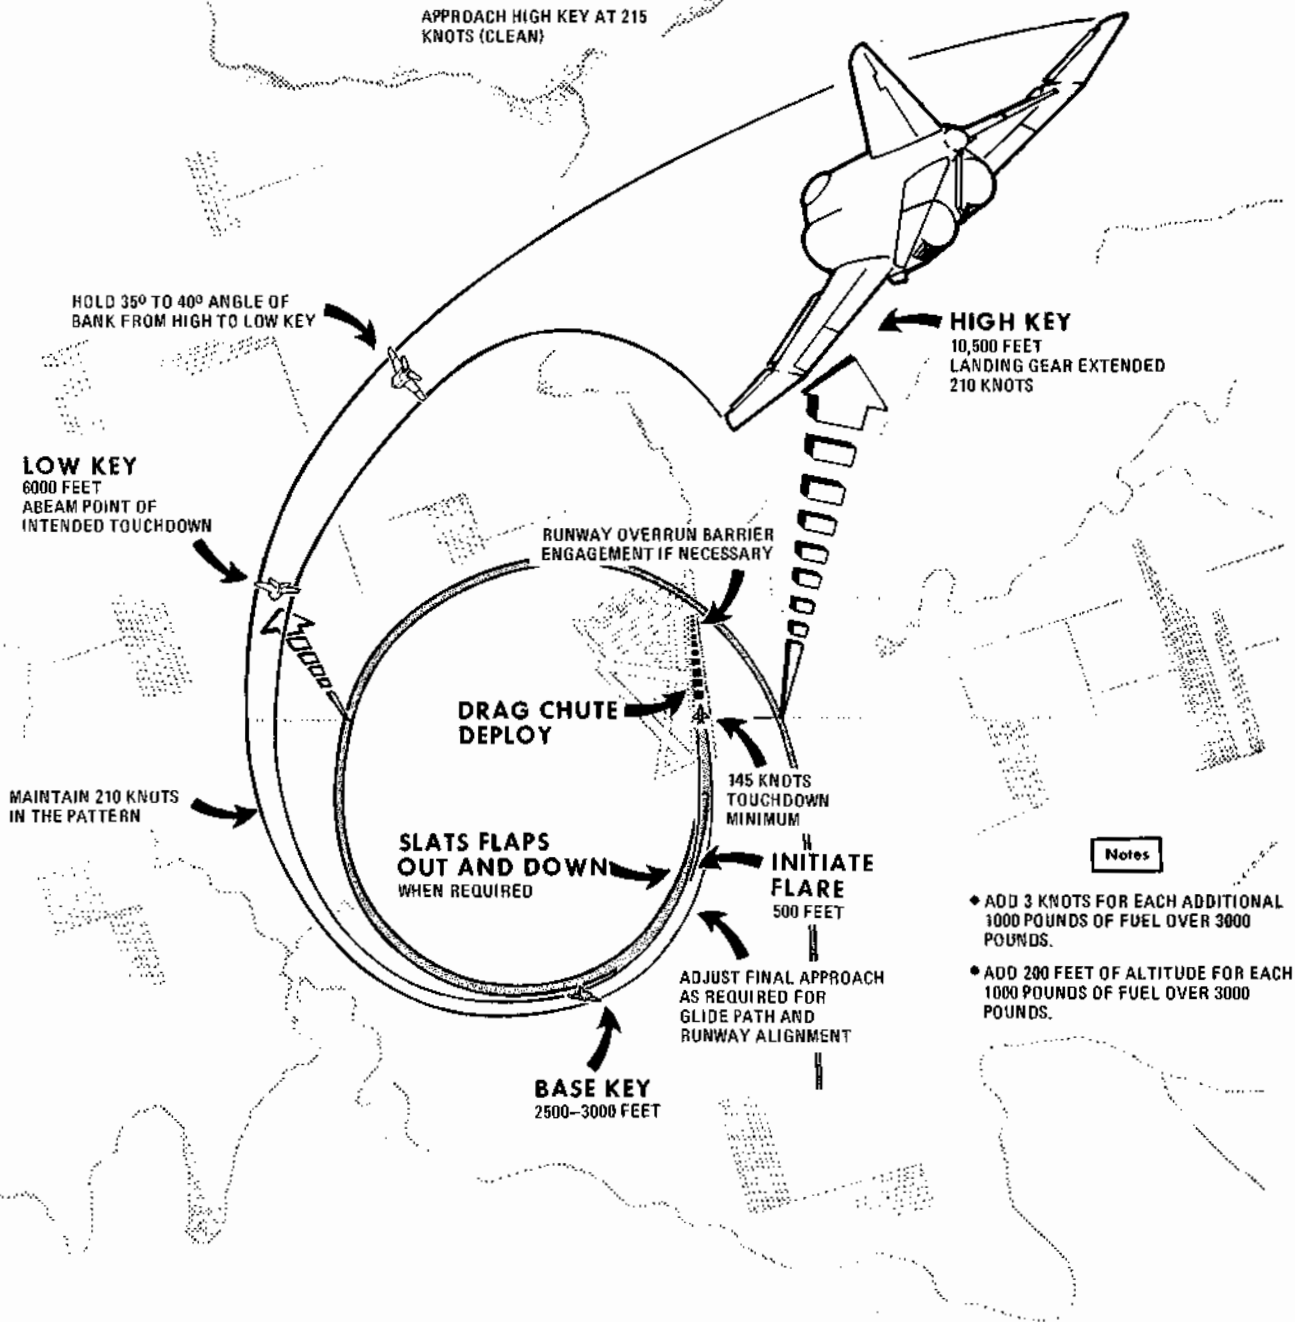 APPROACH HIGH KEY AT 215
KNOTS (CLEAN)
HOLD 35º TO 40º ANGLE OF
BANK FROM HIGH TO LOW KEY
HIGH KEY
10,500 FEET
LANDING GEAR EXTENDED
210 KNOTS
LOW KEY
6000 FEET
ABEAM POINT OF
INTENDED TOUCHDOWN
RUNWAY OVERRUN BARRIER
ENGAGEMENT IF NECESSARY
DRAG CHUTE
DEPLOY
145 KNOTS
TOUCHDOWN
MINIMUM
MAINTAIN 210 KNOTS
IN THE PATTERN
SLATS FLAPS
OUT AND DOWN
WHEN REQUIRED
INITIATE
FLARE
500 FEET
ADJUST FINAL APPROACH
AS REQUIRED FOR
GLIDE PATH AND
RUNWAY ALIGNMENT
BASE KEY
2500–3000 FEET
Notes
◆ ADD 3 KNOTS FOR EACH ADDITIONAL
1000 POUNDS OF FUEL OVER 3000
POUNDS.
● ADD 200 FEET OF ALTITUDE FOR EACH
1000 POUNDS OF FUEL OVER 3000
POUNDS.